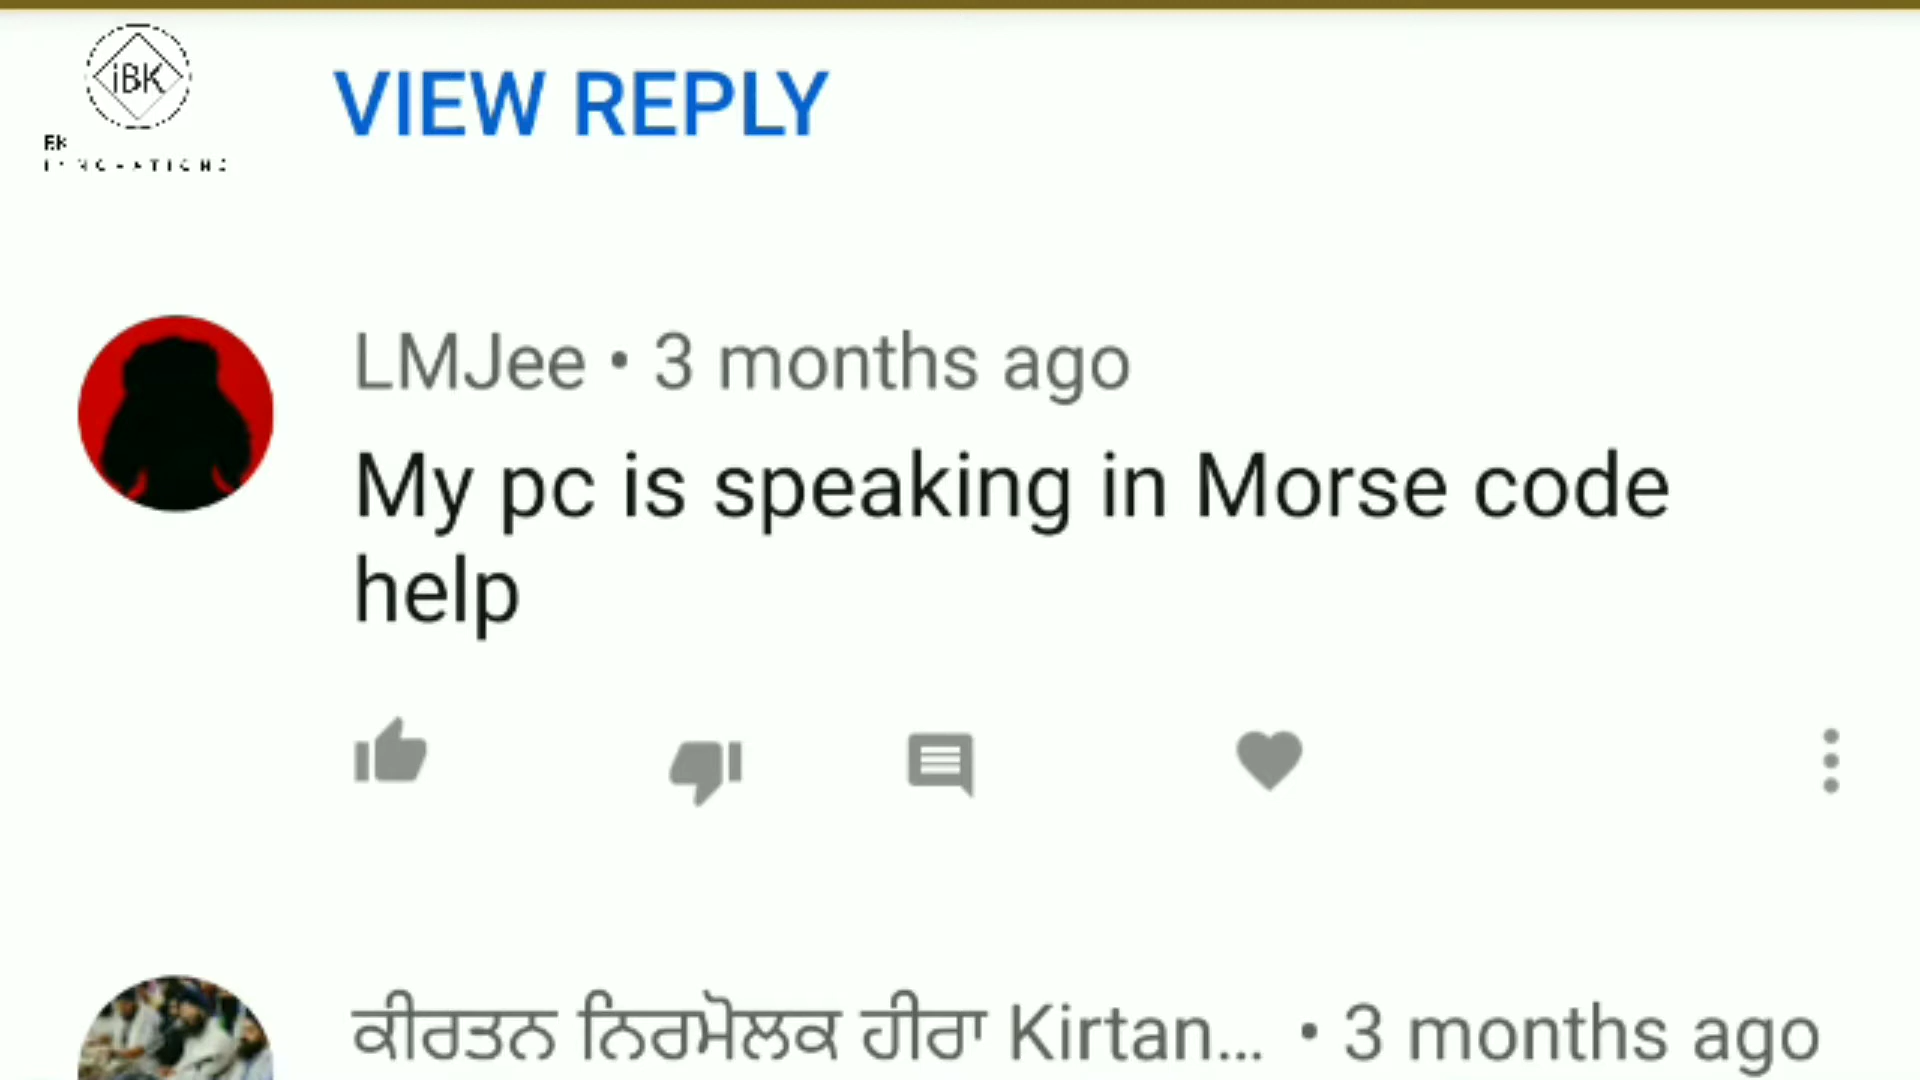 iBK
VIEW REPLY
LMJee • 3 months ago
My pc is speaking in Morse code
help
ਕੀਰਤਨ ਨਿਰਮੋਲਕ ਹੀਰਾ Kirtan... • 3 months ago